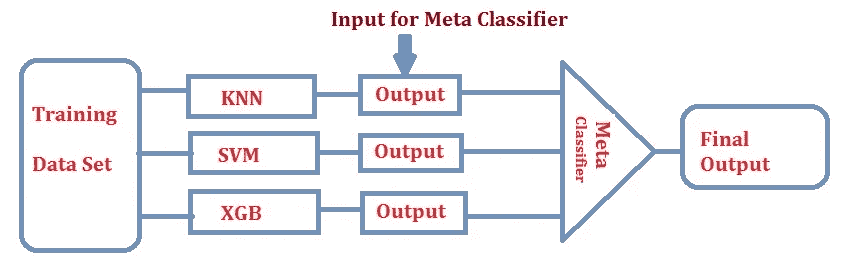 Input for Meta Classifier
Training
Data Set
KNN
Output
SVM
Output
XGB
Output
Meta
Classifier
Final
Output